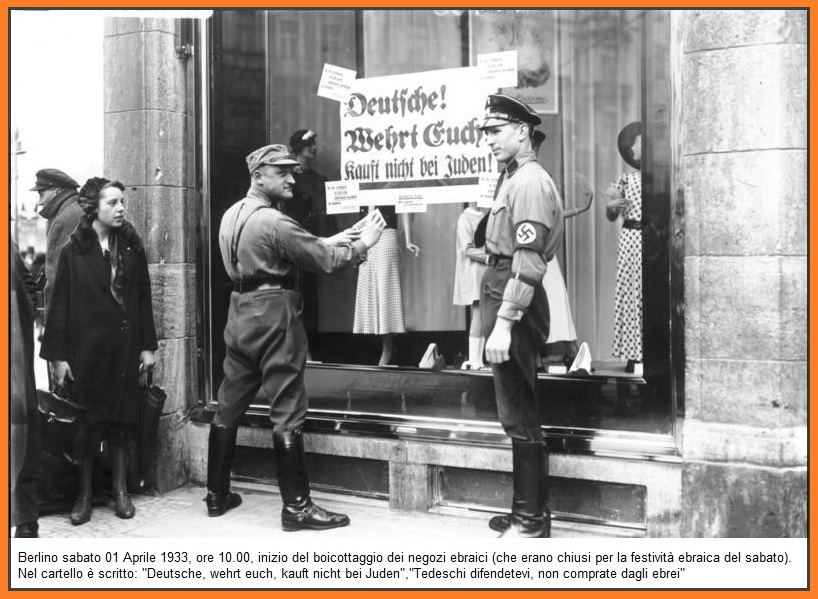 Deutsche!
Wehrt Euch!
Kauft nicht bei Juden!
Berlino sabato 01 Aprile 1933, ore 10.00, inizio del boicottaggio dei negozi ebraici (che erano chiusi per la festività ebraica del sabato).
Nel cartello è scritto: "Deutsche, wehrt euch, kauft nicht bei Juden","Tedeschi difendetevi, non comprate dagli ebrei"